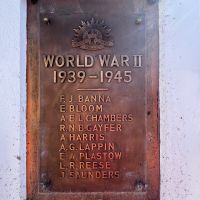 WORLD WAR II
1939-1945
F.J. BANNA
E. BLOOM
A.E.L. CHAMBERS
R.N.B. GAYFER
A. HARRIS
A.G. LAPPIN
E.A. PLASTOW
L.R. REESE
J. SAUNDERS